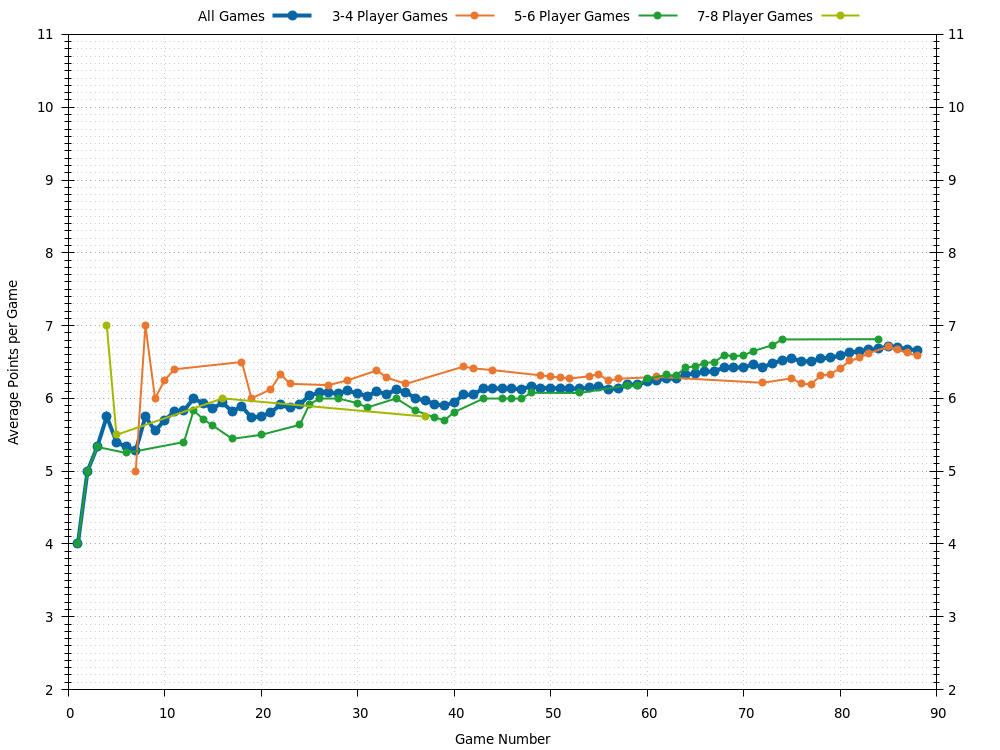 All Games 3-4 Player Games 5-6 Player Games 7-8 Player Games
11 11
10 10
9 9
8 8
7 7
6 6
5 5
4 4
3 3
2 2
Average Points per Game
0 10 20 30 40 50 60 70 80 90
Game Number